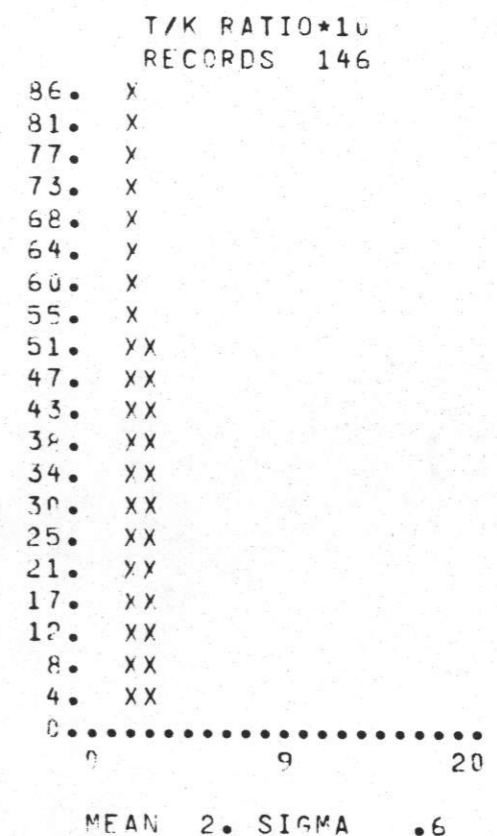 T/K RATIO*10
RECORDS 146
86. X
81. X
77. X
73. X
68. X
64. X
60. X
55. X
51. XX
47. XX
43. XX
38. XX
34. XX
30. XX
25. XX
21. XX
17. XX
12. XX
8. XX
4. XX
0......................
0 9 20
MEAN 2. SIGMA .6